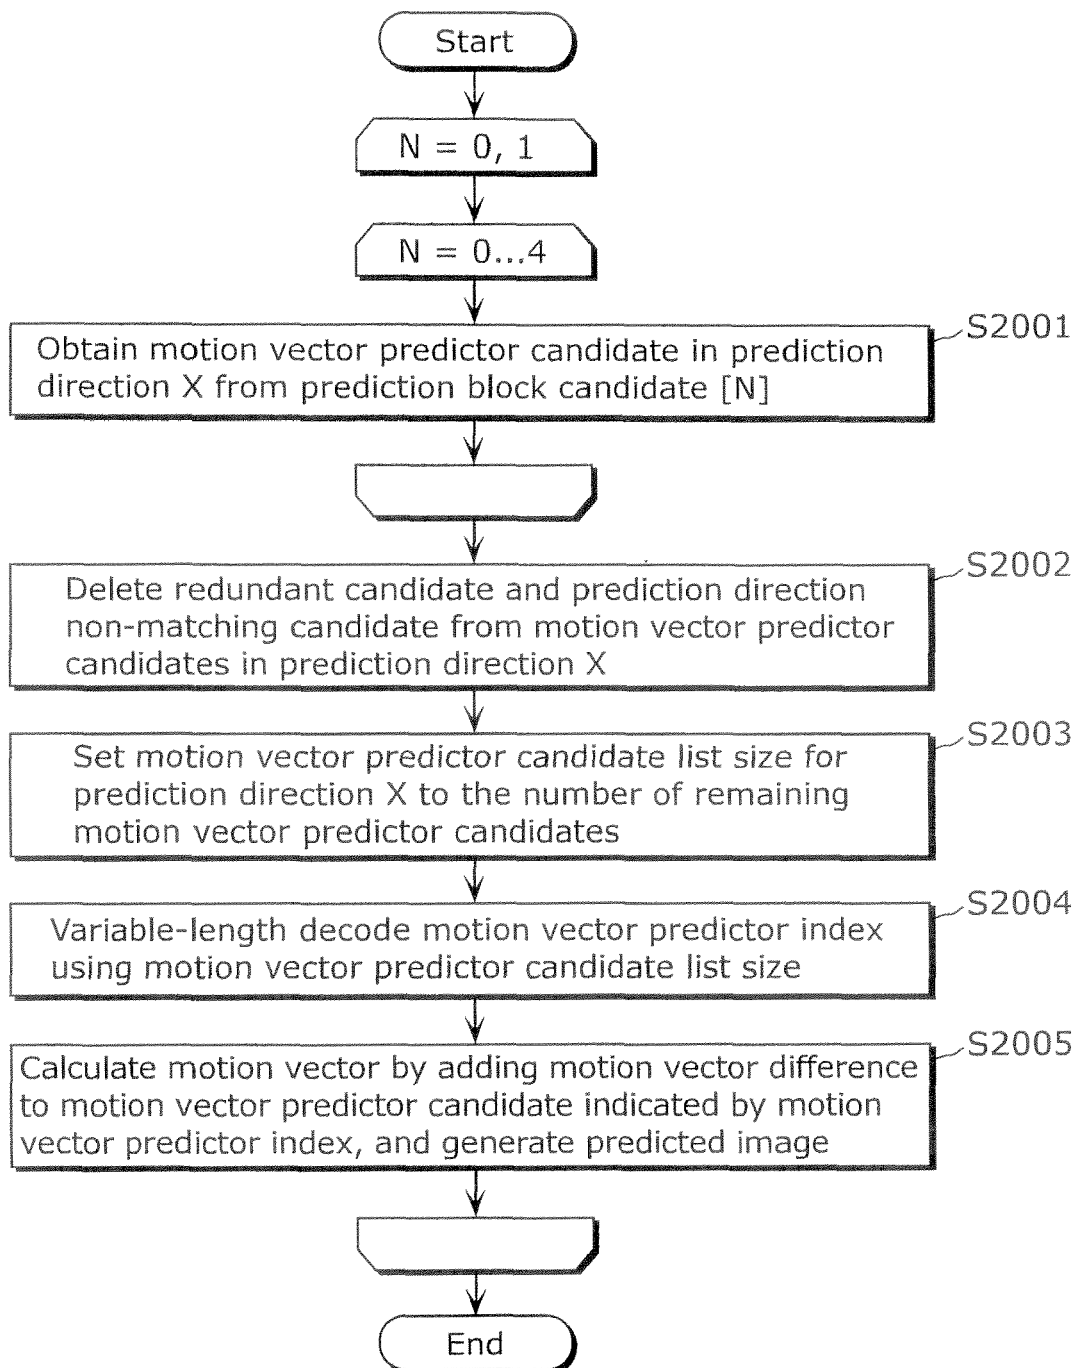 Start
N = 0, 1
N = 0...4
S2001
Obtain motion vector predictor candidate in prediction
direction X from prediction block candidate [N]
S2002
Delete redundant candidate and prediction direction
non-matching candidate from motion vector predictor
candidates in prediction direction X
S2003
Set motion vector predictor candidate list size for
prediction direction X to the number of remaining
motion vector predictor candidates
S2004
Variable-length decode motion vector predictor index
using motion vector predictor candidate list size
S2005
Calculate motion vector by adding motion vector difference
to motion vector predictor candidate indicated by motion
vector predictor index, and generate predicted image
End